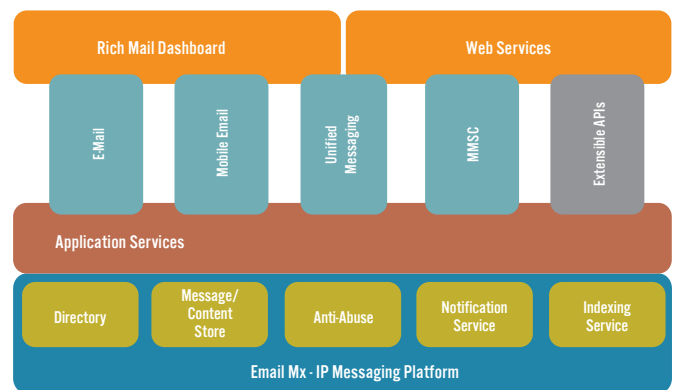 Rich Mail Dashboard
Web Services
E-Mail
Mobile Email
Unified
Messaging
MMSC
Extensible APIs
Application Services
Directory
Message/
Content
Store
Anti-Abuse
Notification
Service
Indexing
Service
Email Mx - IP Messaging Platform